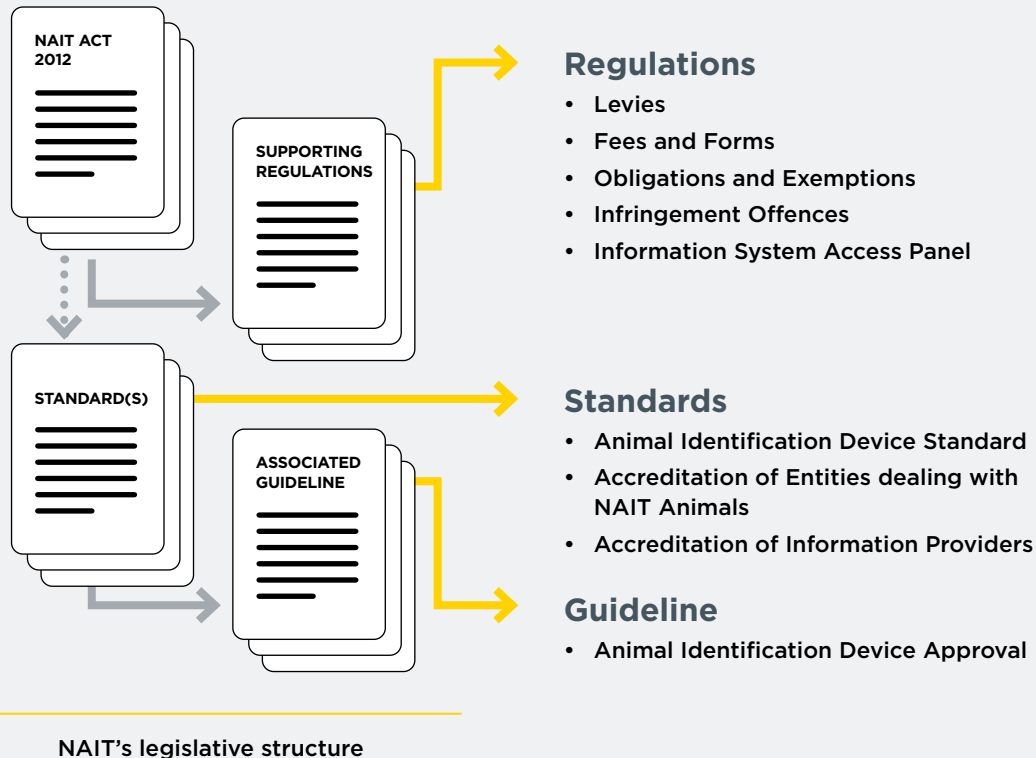 NAIT ACT
2012
SUPPORTING
REGULATIONS
Regulations
• Levies
• Fees and Forms
• Obligations and Exemptions
• Infringement Offences
• Information System Access Panel
STANDARD(S)
ASSOCIATED
GUIDELINE
Standards
• Animal Identification Device Standard
• Accreditation of Entities dealing with
NAIT Animals
• Accreditation of Information Providers
Guideline
• Animal Identification Device Approval
NAIT's legislative structure